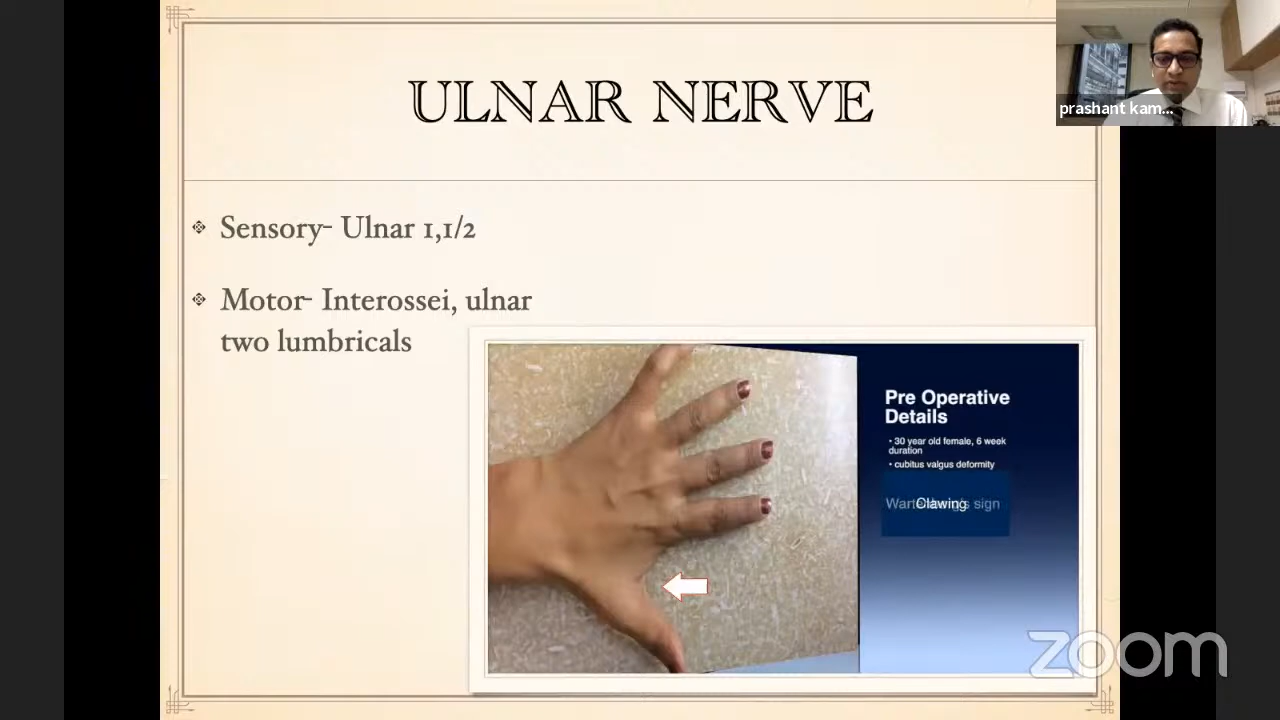 ULNAR NERVE
prashant kam...
Sensory- Ulnar 1,1/2
Motor- Interossei, ulnar
two lumbricals
Pre Operative
Details
• 30 year old female, 6 week
duration
• cubitus valgus deformity
Clawing
sign
zoom